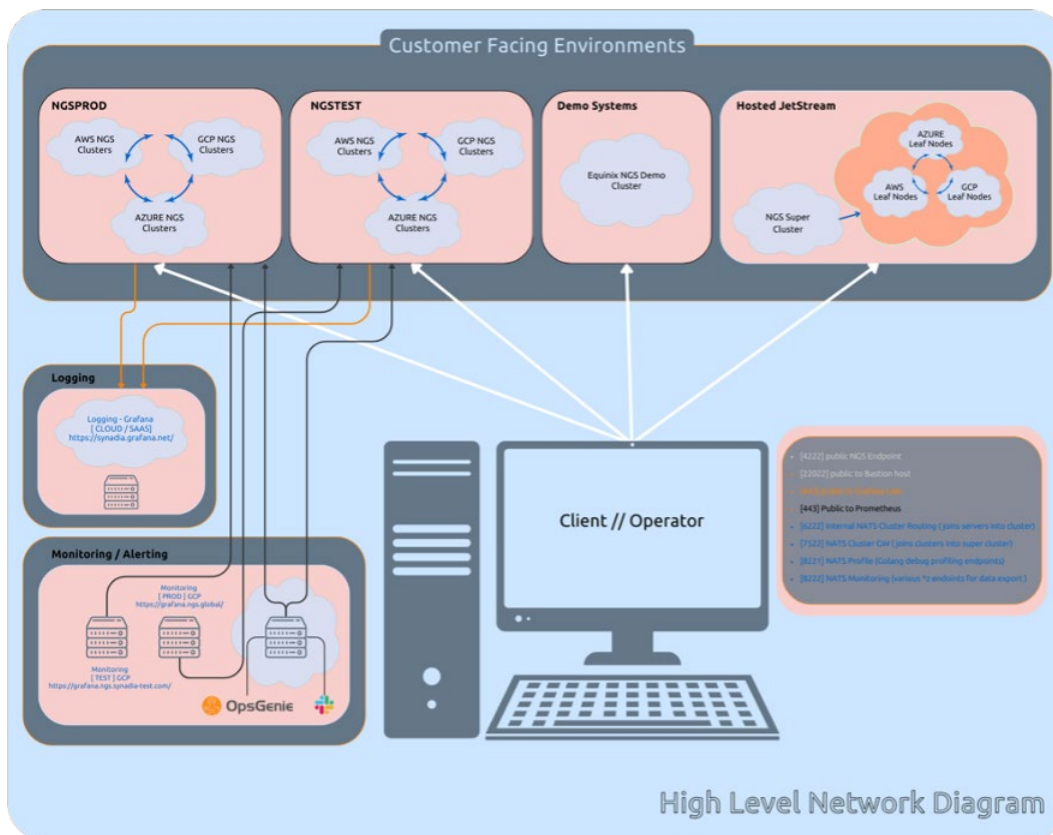 Customer Facing Environments
NGSPROD
AWS NGS
Clusters
GCP NGS
Clusters
AZURE NGS
Clusters
NGSTEST
AWS NGS
Clusters
GCP NGS
Clusters
AZURE NGS
Clusters
Demo Systems
Equinix NGS Demo
Cluster
Hosted JetStream
AZURE
Leaf Nodes
AWS
Leaf Nodes
GCP
Leaf Nodes
NGS Super
Cluster
Logging
Logging - Grafana
[ CLOUD / SAAS]
https://synadia.grafana.net/
Monitoring / Alerting
Monitoring
[ PROD ] GCP
https://grafana.ngs.global/
Monitoring
[ TEST ] GCP
https://grafana.ngs.synadia-test.com/
OpsGenie
Client // Operator
[4222] public NGS Endpoint
[22022] public to Bastion host
[443] Public to Prometheus
[6222] Internal NATS Cluster Routing ( joins servers into cluster)
[7522] NATS Cluster GW ( joins clusters into super cluster)
[8221] NATS Profile (Golang debug profiling endpoints)
[8222] NATS Monitoring (various *z endoints for data export )
High Level Network Diagram